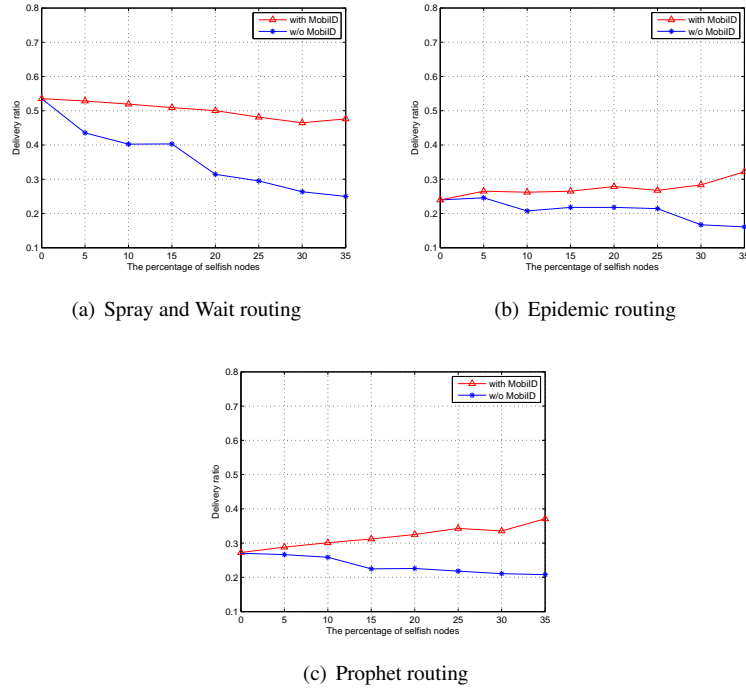 0.8
0.7
0.6
0.5
0.4
0.3
0.2
0.1
0 5 10 15 20 25 30 35
Delivery ratio
The percentage of selfish nodes
with MobiID
w/o MobiID
(a) Spray and Wait routing
0.8
0.7
0.6
0.5
0.4
0.3
0.2
0.1
0 5 10 15 20 25 30 35
Delivery ratio
The percentage of selfish nodes
with MobiID
w/o MobiID
(b) Epidemic routing
0.8
0.7
0.6
0.5
0.4
0.3
0.2
0.1
0 5 10 15 20 25 30 35
Delivery ratio
The percentage of selfish nodes
with MobiID
w/o MobiID
(c) Prophet routing